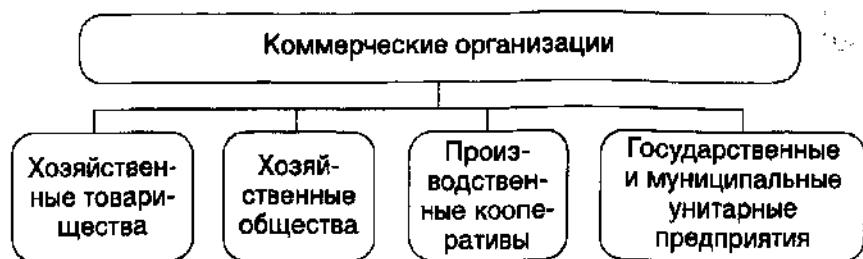 Коммерческие организации
Хозяйствен-
ные товари-
щества
Хозяй-
ственные
общества
Произ-
водствен-
ные коопе-
ративы
Государственные
и муниципальные
унитарные
предприятия